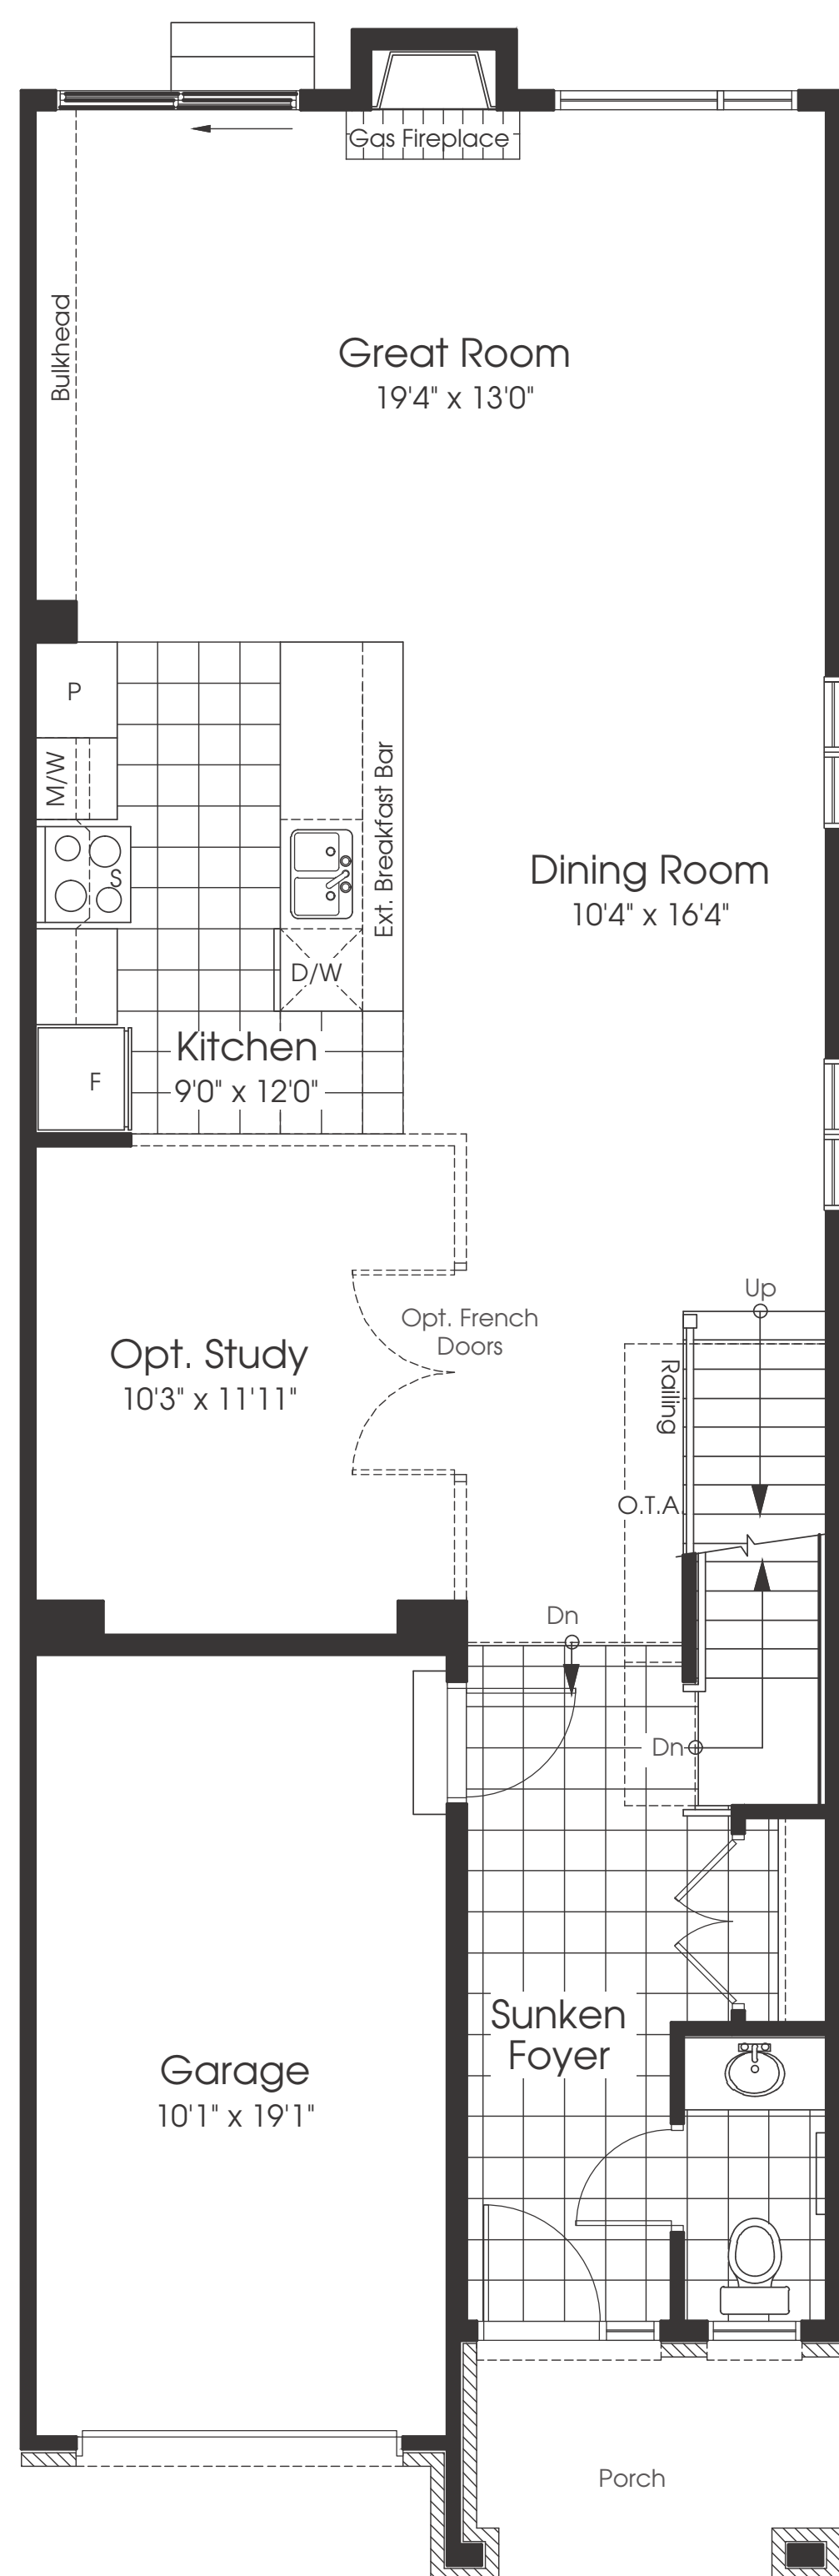 Gas Fireplace
Bulkhead
Great Room
19'4" x 13'0"
P
M/W
S
Ext. Breakfast Bar
Dining Room
10'4" x 16'4"
D/W
Kitchen
9'0" x 12'0"
F
Up
Opt. French
Doors
Opt. Study
10'3" x 11'11"
Railing
O.T.A.
Dn
Dn
Sunken
Foyer
Garage
10'1" x 19'1"
Porch